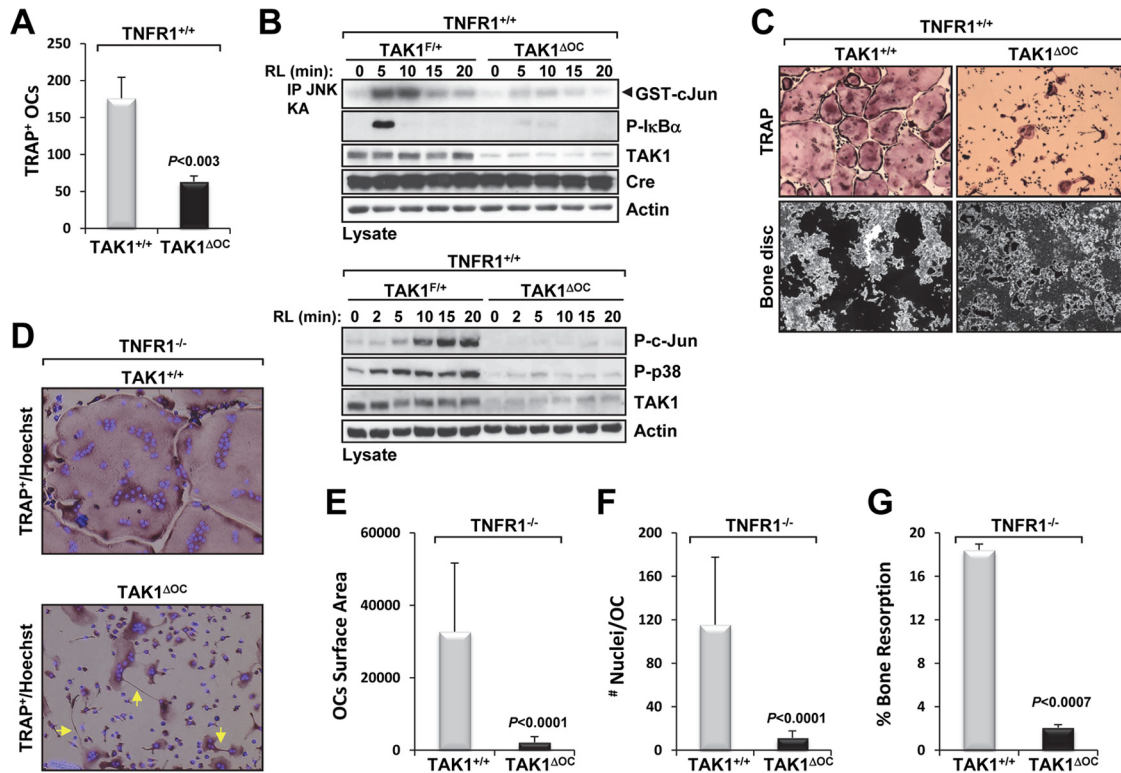 A
TNFR1+/+
TRAP+ OCs
250
200
150
100
50
0
P<0.003
TAK1+/+ TAK1ΔOC
B
TNFR1+/+
TAK1F/+ TAK1ΔOC
RL (min): 0 5 10 15 20 0 5 10 15 20
IP JNK
KA
GST-cJun
P-IκBα
TAK1
Cre
Actin
Lysate
TNFR1+/+
TAK1F/+ TAK1ΔOC
RL (min): 0 2 5 10 15 20 0 2 5 10 15 20
P-c-Jun
P-p38
TAK1
Actin
Lysate
C
TNFR1+/+
TAK1+/+ TAK1ΔOC
TRAP
Bone disc
D
TNFR1-/-
TAK1+/+
TRAP+/Hoechst
TAK1ΔOC
TRAP+/Hoechst
E
TNFR1-/-
OCs Surface Area
60000
40000
20000
0
P<0.0001
TAK1+/+ TAK1ΔOC
F
TNFR1-/-
# Nuclei/OC
200
160
120
80
40
0
P<0.0001
TAK1+/+ TAK1ΔOC
G
TNFR1-/-
% Bone Resorption
20
16
12
8
4
0
P<0.0007
TAK1+/+ TAK1ΔOC